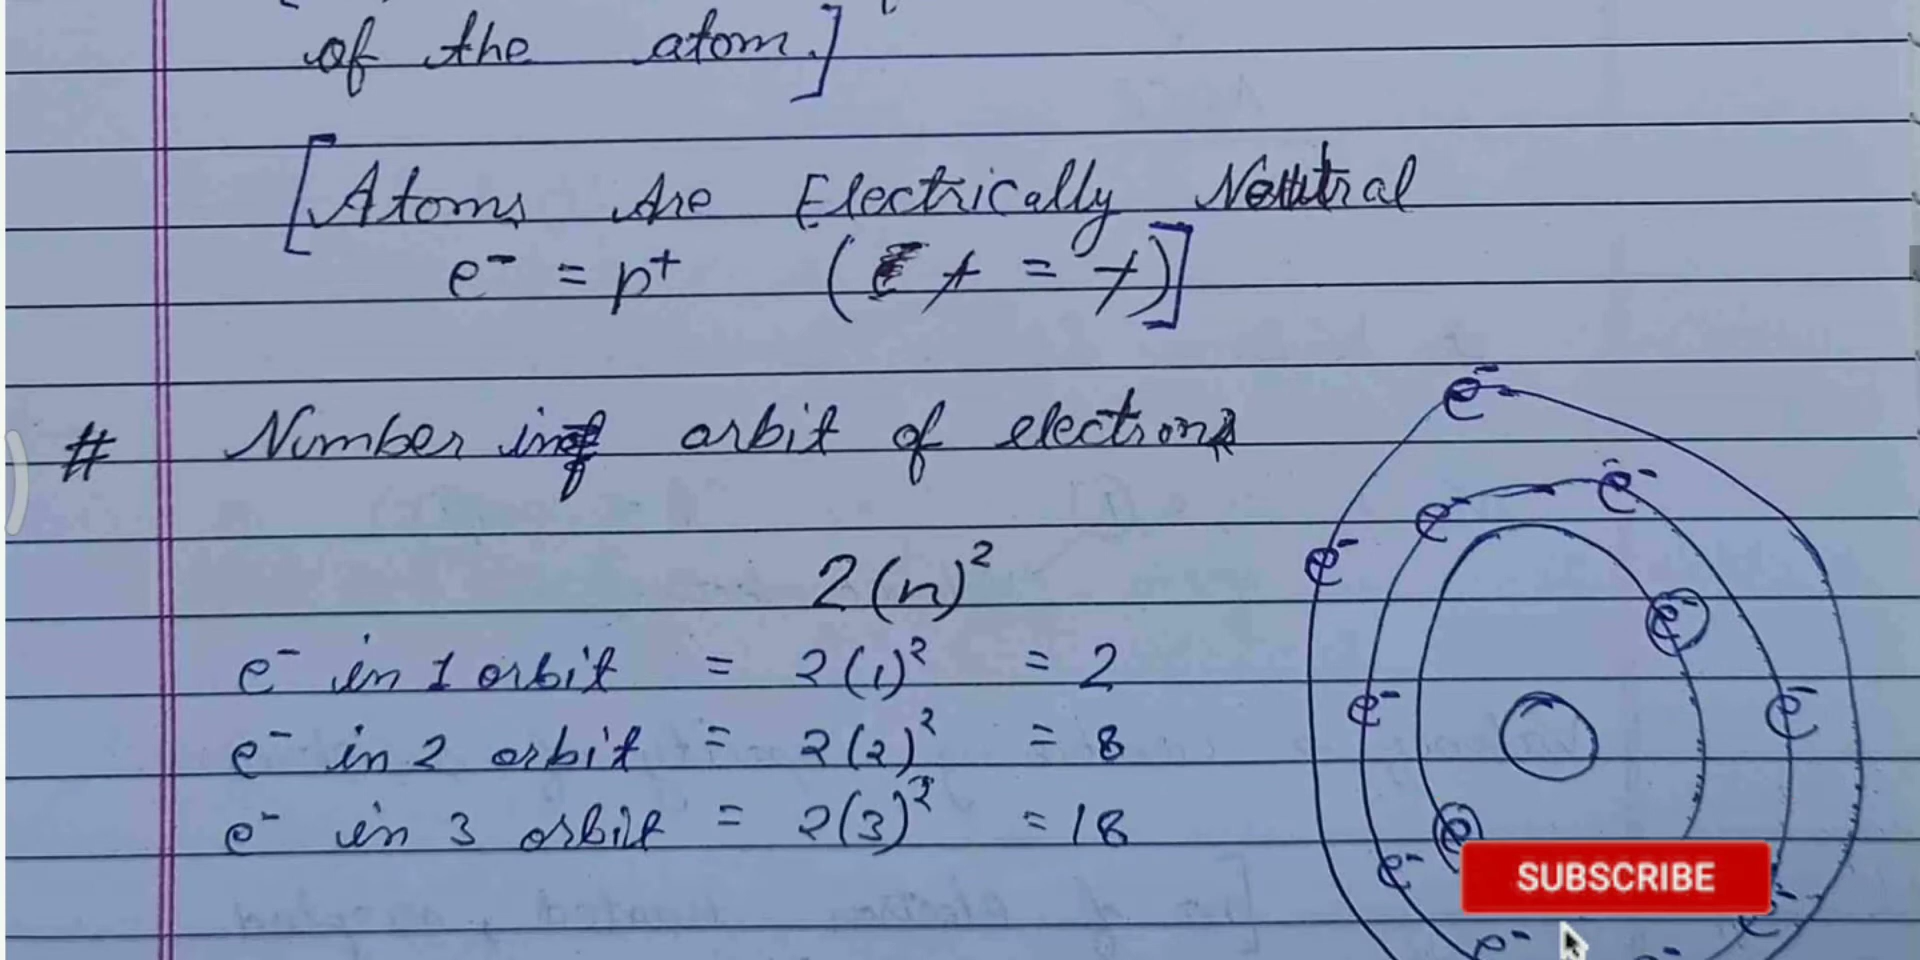 of the atom.]
[Atoms Are Electrically Neutral
e⁻ = p⁺ ( + = + )]
# Number of orbit of electrons
2(n)²
e⁻ in 1 orbit = 2(1)² = 2
e⁻ in 2 orbit = 2(2)² = 8
e⁻ in 3 orbit = 2(3)² = 18
e⁻
e⁻ e⁻
e⁻
e⁻
e⁻ e⁻
e
e⁻
e⁻
e⁻
SUBSCRIBE